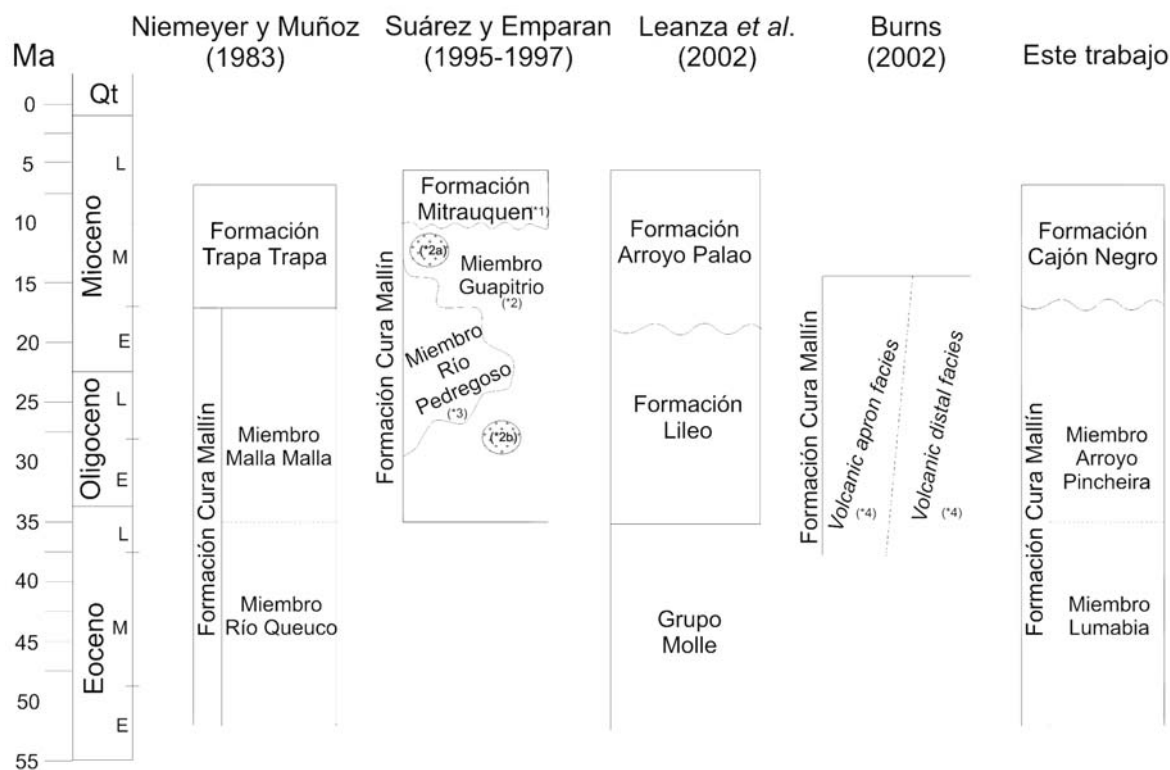 Niemeyer y Muñoz
(1983)
Suárez y Emparan
(1995-1997)
Leanza et al.
(2002)
Burns
(2002)
Este trabajo
Ma
0
5
10
15
20
25
30
35
40
45
50
55
Qt
Mioceno
L
M
E
Oligoceno
L
E
Eoceno
L
M
E
Formación
Trapa Trapa
Formación Cura Mallín
Miembro
Malla Malla
Miembro
Río Queuco
Formación Cura Mallín
Formación
Mitrauquen (*1)
(*2a)
Miembro
Guapitrio
(*2)
Miembro
Río
Pedregoso
(*3)
(*2b)
Formación
Arroyo Palao
Formación
Lileo
Grupo
Molle
Formación Cura Mallín
Volcanic apron facies
(*4)
Volcanic distal facies
(*4)
Formación
Cajón Negro
Formación Cura Mallín
Miembro
Arroyo
Pincheira
Miembro
Lumabia